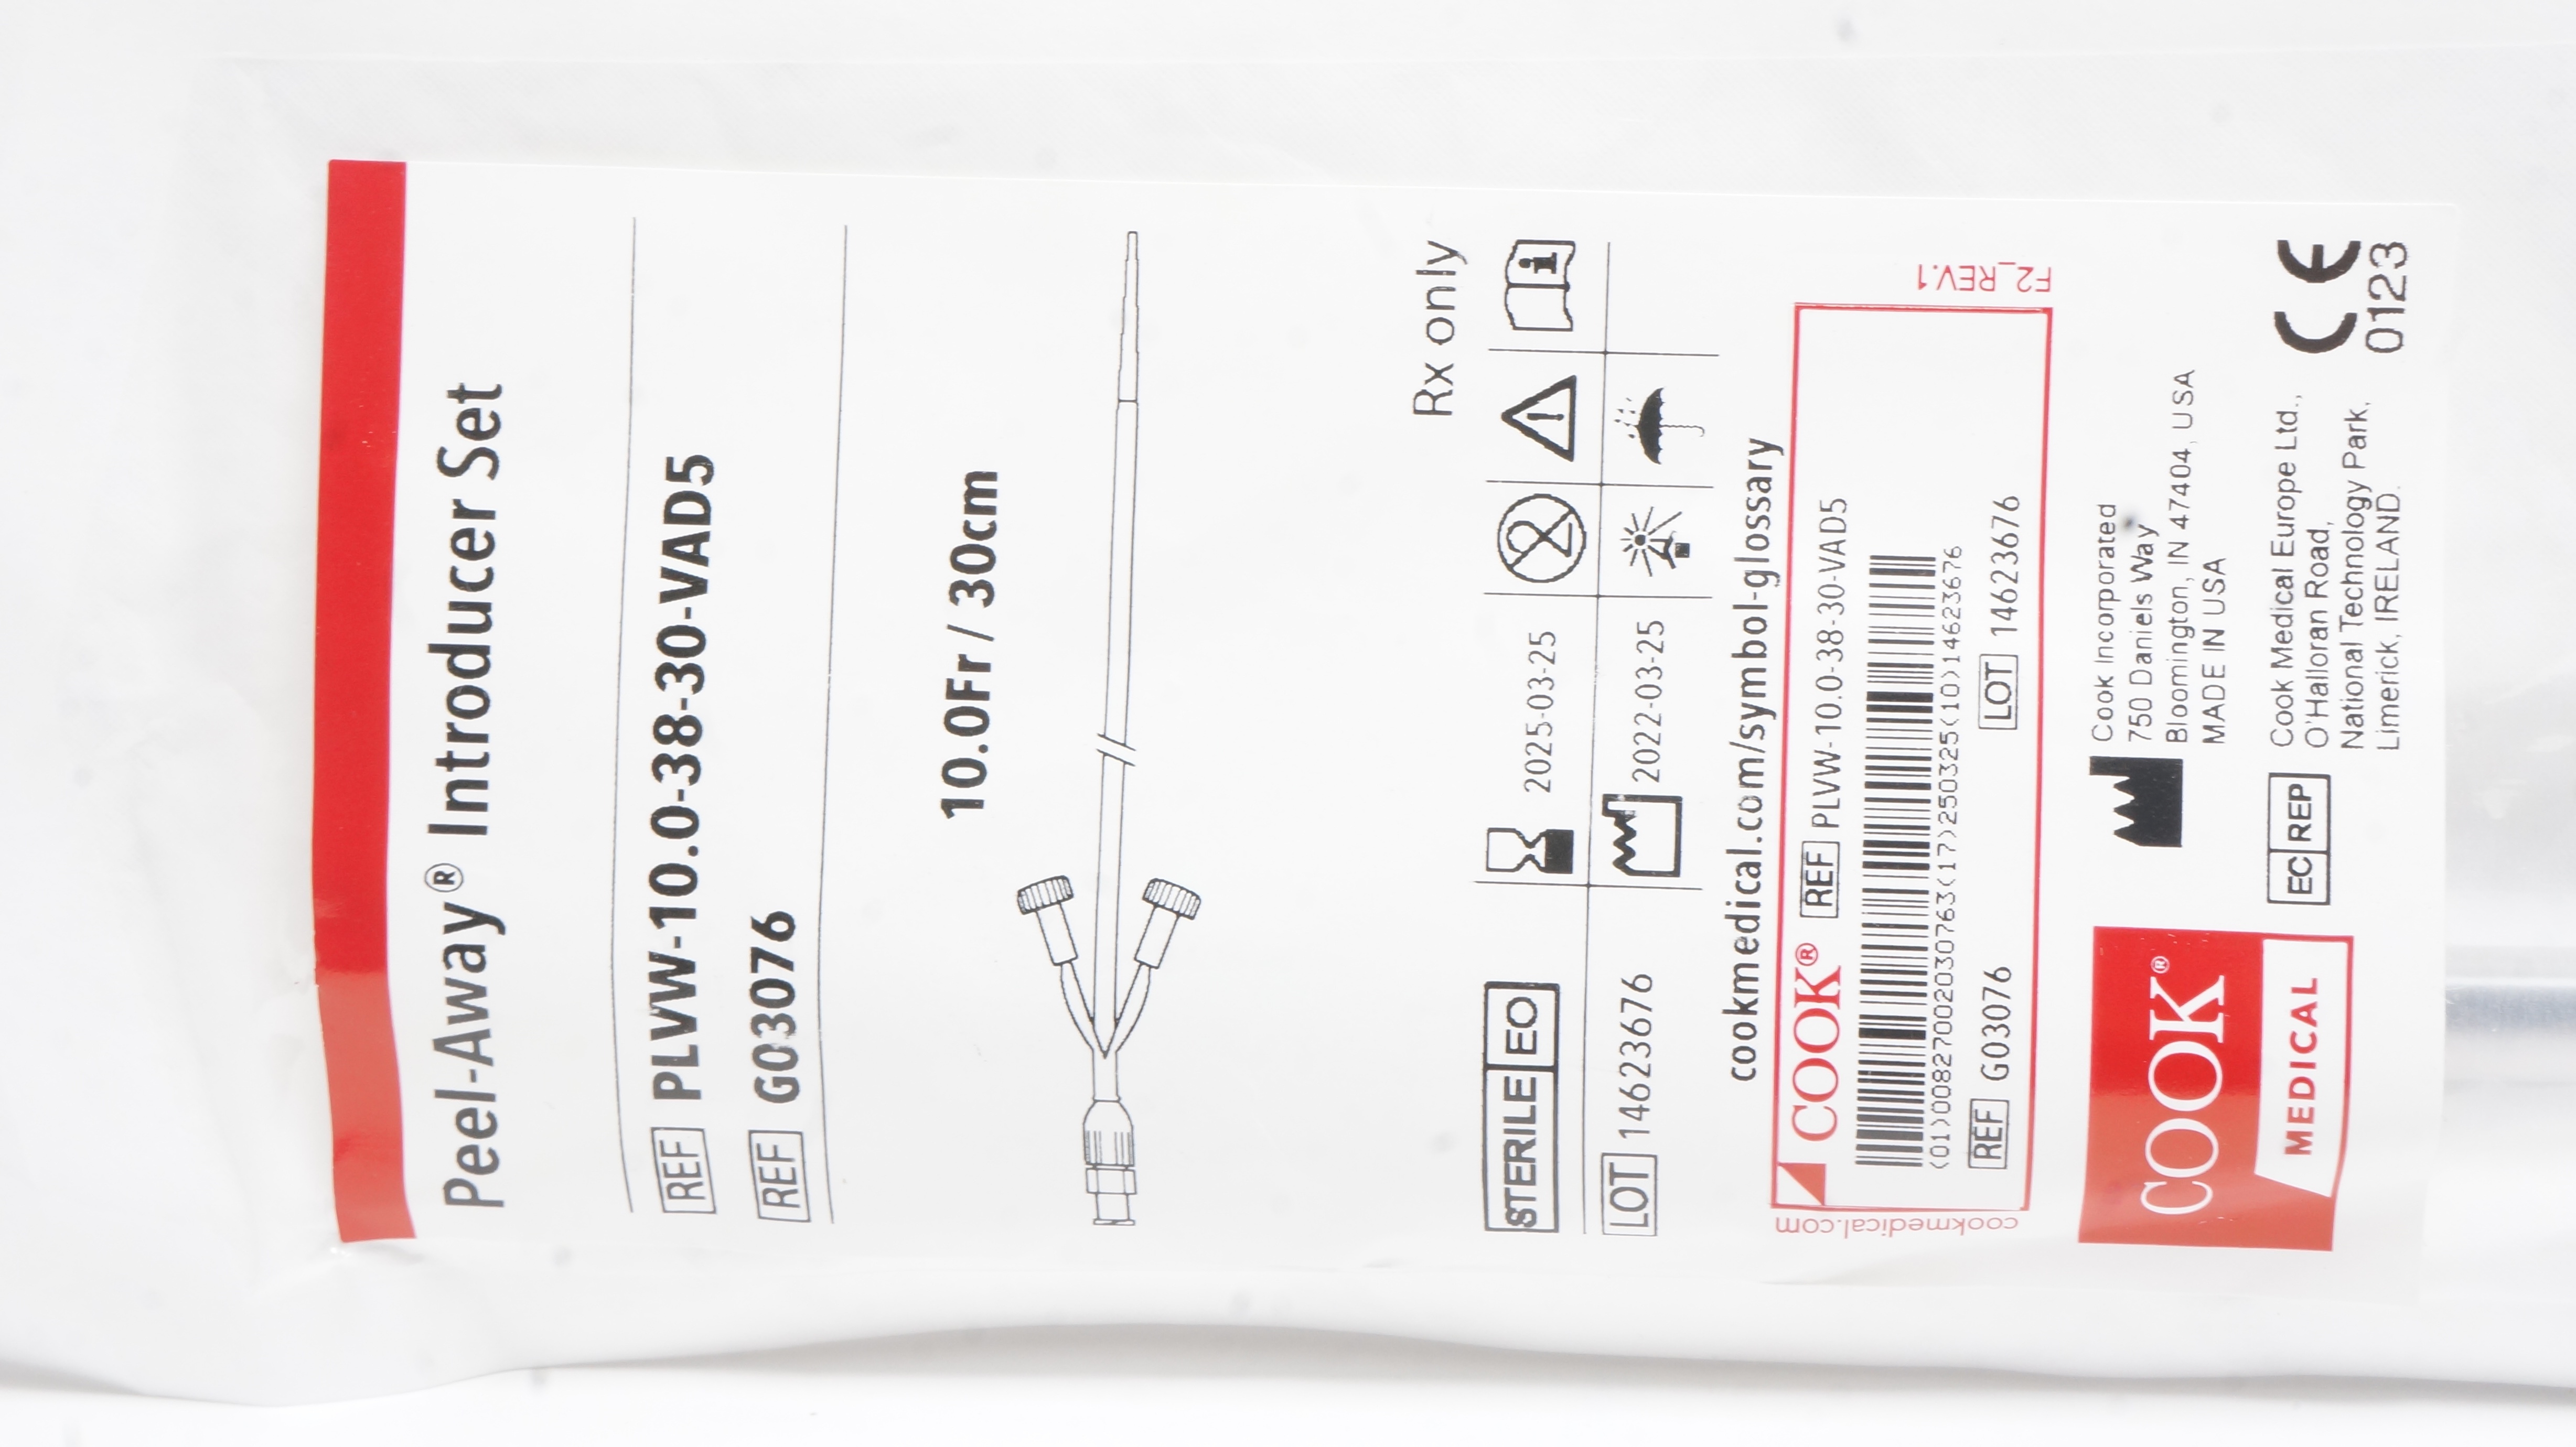 Peel-Away® Introducer Set
REF PLVW-10.0-38-30-VAD5
REF G03076
10.0Fr / 30cm
Rx only
STERILE EO 2025-03-25
LOT 14623676 2022-03-25
cookmedical.com/symbol-glossary
COOK® REF PLVW-10.0-38-30-VAD5
(01)00827002030763(17)250325(10)14623676
REF G03076 LOT 14623676
cookmedical.com
F2_REV.1
COOK®
MEDICAL
Cook Incorporated
750 Daniels Way
Bloomington, IN 47404, USA
MADE IN USA
EC REP
Cook Medical Europe Ltd.,
O'Halloran Road,
National Technology Park,
Limerick, IRELAND.
CE
0123